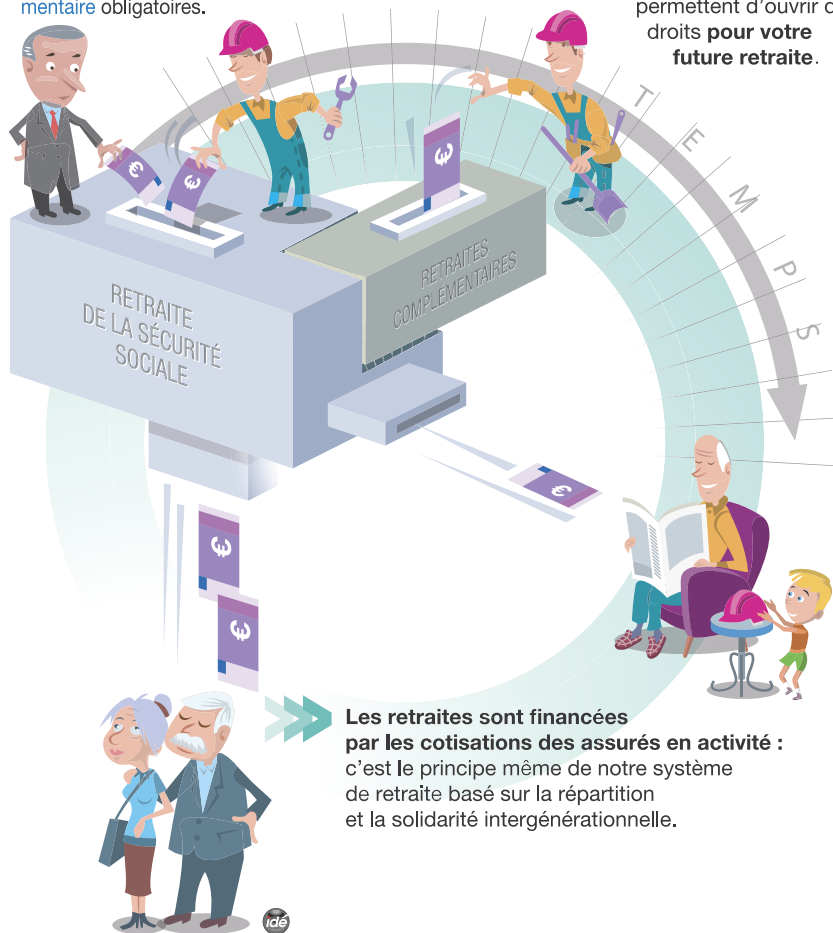 mentaire obligatoires.
permettent d'ouvrir d
droits pour votre
future retraite.
TEMPS
RETRAITE
DE LA SÉCURITÉ
SOCIALE
RETRAITES
COMPLÉMENTAIRES
Les retraites sont financées
par les cotisations des assurés en activité :
c'est le principe même de notre système
de retraite basé sur la répartition
et la solidarité intergénérationnelle.
idé